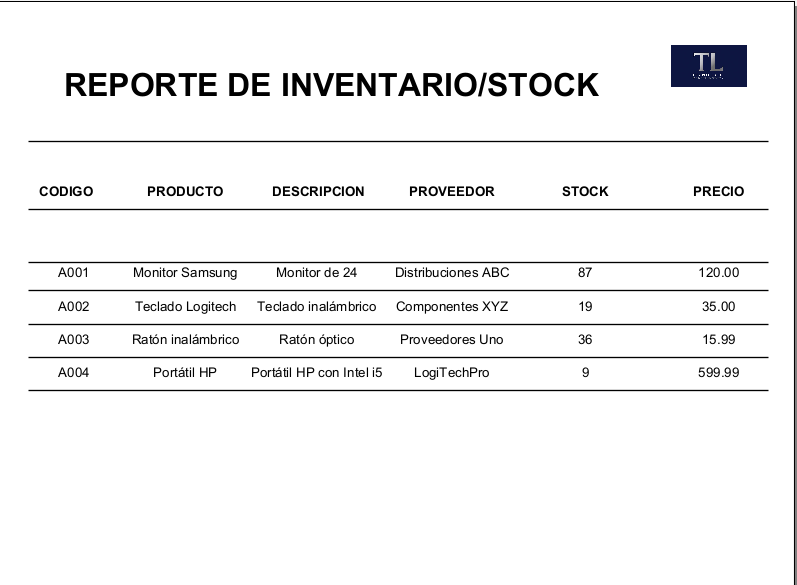 TL
REPORTE DE INVENTARIO/STOCK
CODIGO PRODUCTO DESCRIPCION PROVEEDOR STOCK PRECIO
A001 Monitor Samsung Monitor de 24 Distribuciones ABC 87 120.00
A002 Teclado Logitech Teclado inalámbrico Componentes XYZ 19 35.00
A003 Ratón inalámbrico Ratón óptico Proveedores Uno 36 15.99
A004 Portátil HP Portátil HP con Intel i5 LogiTechPro 9 599.99